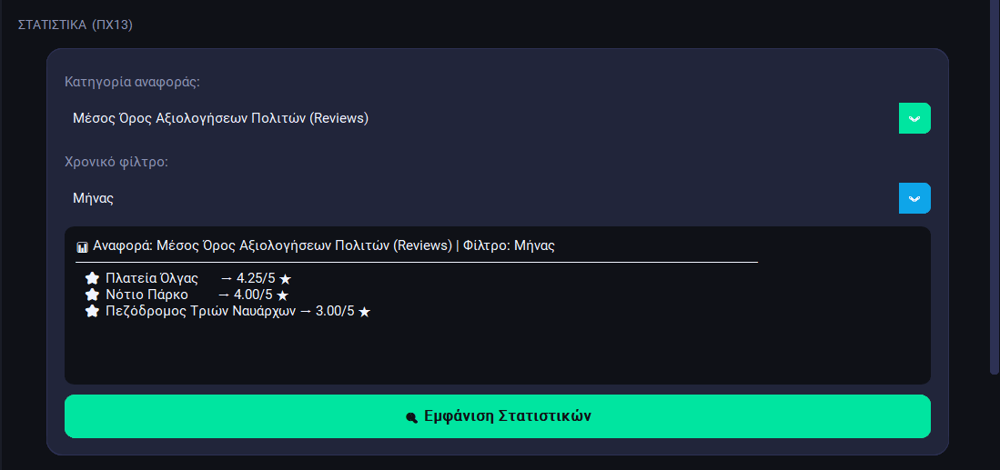 ΣΤΑΤΙΣΤΙΚΑ (ΠΧ13)
Κατηγορία αναφοράς:
Μέσος Όρος Αξιολογήσεων Πολιτών (Reviews)
Χρονικό φίλτρο:
Μήνας
Αναφορά: Μέσος Όρος Αξιολογήσεων Πολιτών (Reviews) | Φίλτρο: Μήνας
Πλατεία Όλγας → 4.25/5 ★
Νότιο Πάρκο → 4.00/5 ★
Πεζόδρομος Τριών Ναυάρχων → 3.00/5 ★
Εμφάνιση Στατιστικών